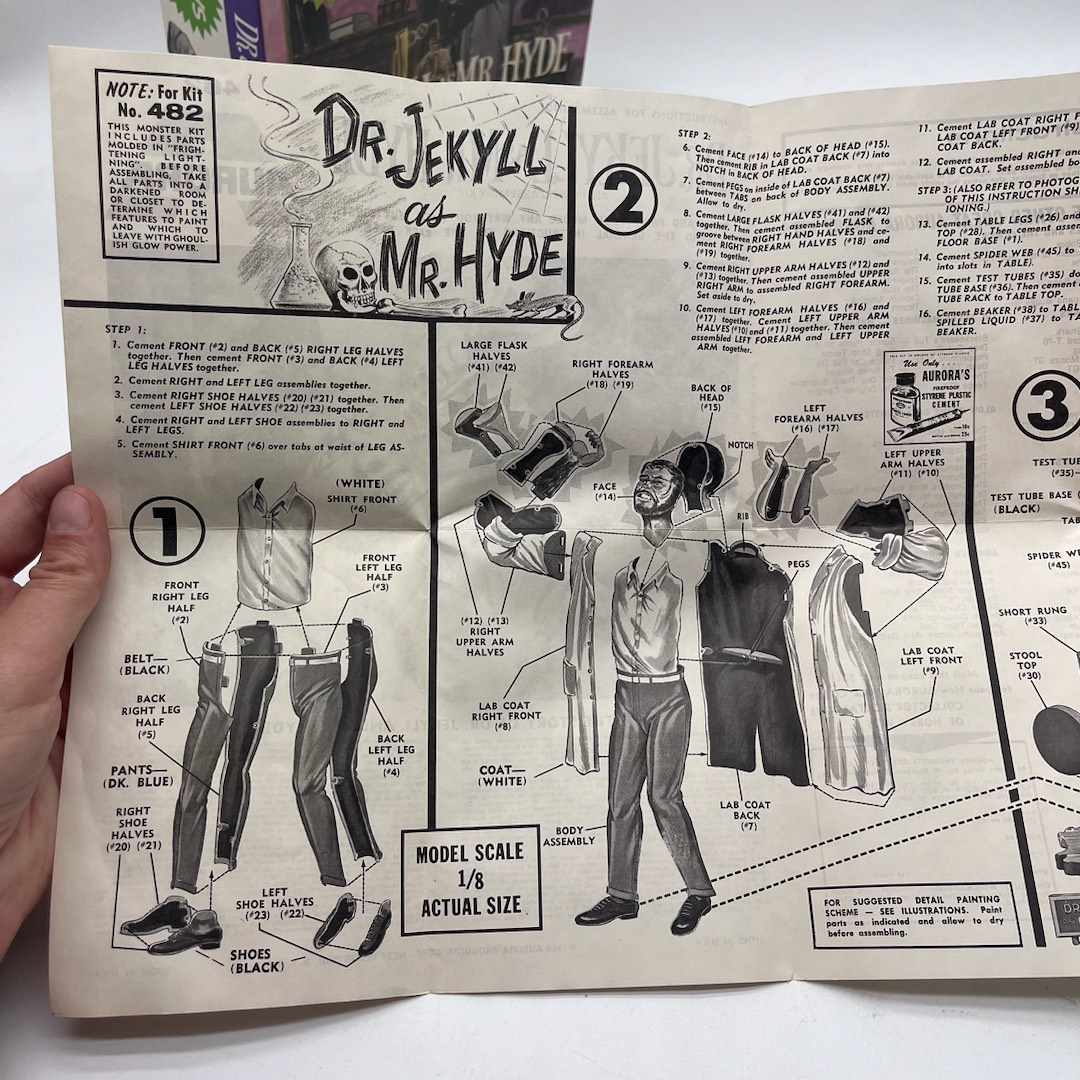 DR.
MR. HYDE
NOTE: For Kit
No. 482
THIS MONSTER KIT
INCLUDES PARTS
MOLDED IN "FRIGH-
TENING LIGHT-
NING". BEFORE
ASSEMBLING, TAKE
ALL PARTS INTO A
DARKENED ROOM
OR CLOSET TO DE-
TERMINE WHICH
FEATURES TO PAINT
AND WHICH TO
LEAVE WITH GHOUL-
ISH GLOW POWER.
DR. JEKYLL
as
MR. HYDE
STEP 1:
1. Cement FRONT (#2) and BACK (#5) RIGHT LEG HALVES
together. Then cement FRONT (#3) and BACK (#4) LEFT
LEG HALVES together.
2. Cement RIGHT and LEFT LEG assemblies together.
3. Cement RIGHT SHOE HALVES (#20) (#21) together. Then
cement LEFT SHOE HALVES (#22) (#23) together.
4. Cement RIGHT and LEFT SHOE assemblies to RIGHT and
LEFT LEGS.
5. Cement SHIRT FRONT (#6) over tabs at waist of LEG AS-
SEMBLY.
1
(WHITE)
SHIRT FRONT
(#6)
FRONT
LEFT LEG
HALF
(#3)
FRONT
RIGHT LEG
HALF
(#2)
BELT—
(BLACK)
BACK
RIGHT LEG
HALF
(#5)
BACK
LEFT LEG
HALF
(#4)
PANTS—
(DK. BLUE)
RIGHT
SHOE
HALVES
(#20) (#21)
LEFT
SHOE HALVES
(#23) (#22)
SHOES
(BLACK)
2
STEP 2:
6. Cement FACE (#14) to BACK OF HEAD (#15).
Then cement RIB in LAB COAT BACK (#7) into
NOTCH in BACK OF HEAD.
7. Cement PEGS on inside of LAB COAT BACK (#7)
between TABS on back of BODY ASSEMBLY.
Allow to dry.
8. Cement LARGE FLASK HALVES (#41) and (#42)
together. Then cement assembled FLASK to
groove between RIGHT HAND HALVES and ce-
ment RIGHT FOREARM HALVES (#18) and
(#19) together.
9. Cement RIGHT UPPER ARM HALVES (#12) and
(#13) together. Then cement assembled UPPER
RIGHT ARM to assembled RIGHT FOREARM.
Set aside to dry.
10. Cement LEFT FOREARM HALVES (#16) and
(#17) together. Cement LEFT UPPER ARM
HALVES (#10) and (#11) together. Then cement
assembled LEFT FOREARM and LEFT UPPER
ARM together.
11. Cement LAB COAT RIGHT F
LAB COAT LEFT FRONT (#9)
COAT BACK.
12. Cement assembled RIGHT an
LAB COAT. Set assembled bo
STEP 3: (ALSO REFER TO PHOTOG
OF THIS INSTRUCTION SH
IONING.)
13. Cement TABLE LEGS (#26) and
TOP (#28). Then cement asse
FLOOR BASE (#1).
14. Cement SPIDER WEB (#45) to
into slots in TABLE).
15. Cement TEST TUBES (#35) do
TUBE BASE (#36). Then cement
TUBE RACK to TABLE TOP.
16. Cement BEAKER (#38) to TABL
SPILLED LIQUID (#37) to TA
BEAKER.
LARGE FLASK
HALVES
(#41) (#42)
RIGHT FOREARM
HALVES
(#18) (#19)
BACK OF
HEAD
(#15)
NOTCH
LEFT
FOREARM HALVES
(#16) (#17)
Use Only...
AURORA'S
FIREPROOF
STYRENE PLASTIC
CEMENT
LEFT UPPER
ARM HALVES
(#11) (#10)
FACE
(#14)
RIB
PEGS
(#12) (#13)
RIGHT
UPPER ARM
HALVES
LAB COAT
LEFT FRONT
(#9)
LAB COAT
RIGHT FRONT
(#8)
COAT—
(WHITE)
LAB COAT
BACK
(#7)
BODY
ASSEMBLY
MODEL SCALE
1/8
ACTUAL SIZE
FOR SUGGESTED DETAIL PAINTING
SCHEME — SEE ILLUSTRATIONS. Paint
parts as indicated and allow to dry
before assembling.
3
TEST TUB
(#35)—
TEST TUBE BASE (
(BLACK)
TAB
SPIDER WE
(#45)
SHORT RUNG
(#33)
STOOL
TOP
(#30)
DR